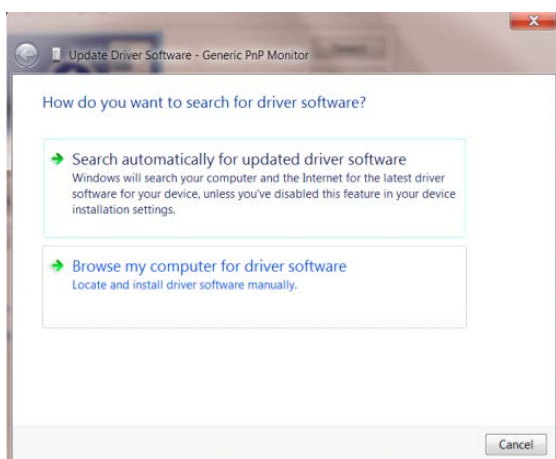 Update Driver Software - Generic PnP Monitor
How do you want to search for driver software?
Search automatically for updated driver software
Windows will search your computer and the Internet for the latest driver
software for your device, unless you've disabled this feature in your device
installation settings.
Browse my computer for driver software
Locate and install driver software manually.
Cancel